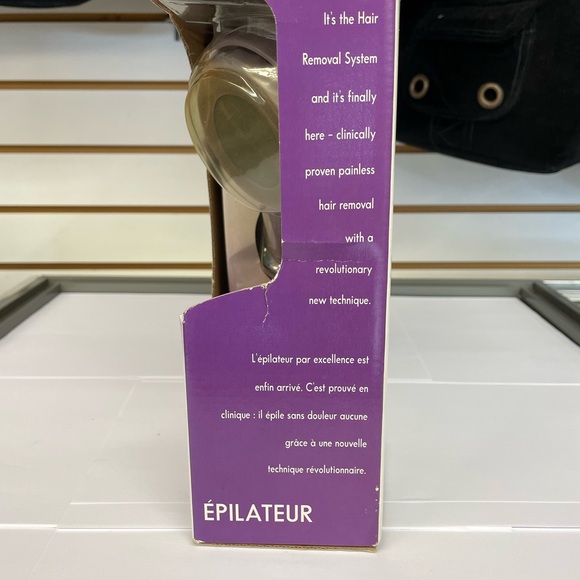 It's the Hair
Removal System
and it's finally
here – clinically
proven painless
hair removal
with a
revolutionary
new technique.
L'épilateur par excellence est
enfin arrivé. C'est prouvé en
clinique : il épile sans douleur aucune
grâce à une nouvelle
technique révolutionnaire.
ÉPILATEUR